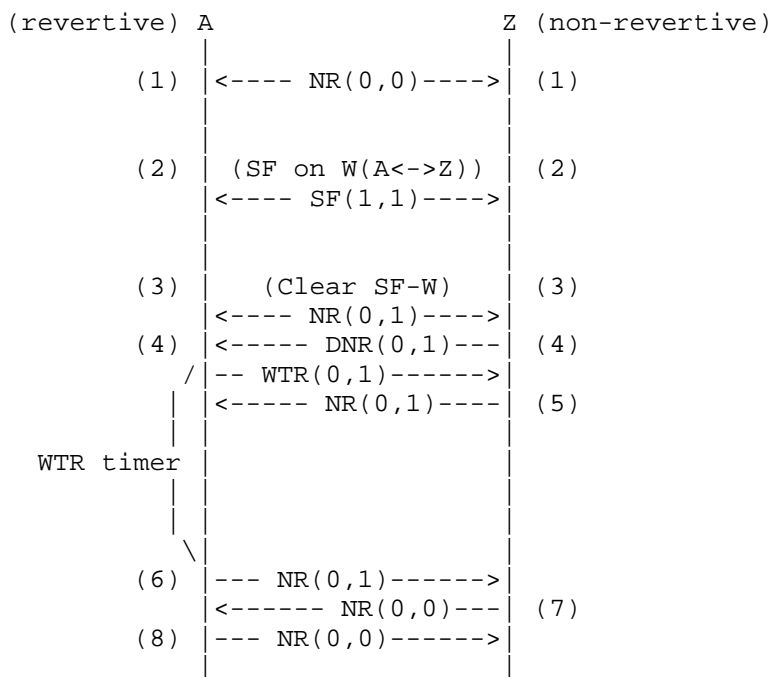 (revertive) A Z (non-revertive)
(1) |<---- NR(0,0)---->| (1)
(2) | (SF on W(A<->Z)) | (2)
|<---- SF(1,1)---->|
(3) | (Clear SF-W) | (3)
|<---- NR(0,1)---->|
(4) |<----- DNR(0,1)---| (4)
/|-- WTR(0,1)------>|
|<----- NR(0,1)----| (5)
WTR timer
(6) |--- NR(0,1)------>|
|<------ NR(0,0)---| (7)
(8) |--- NR(0,0)------>|